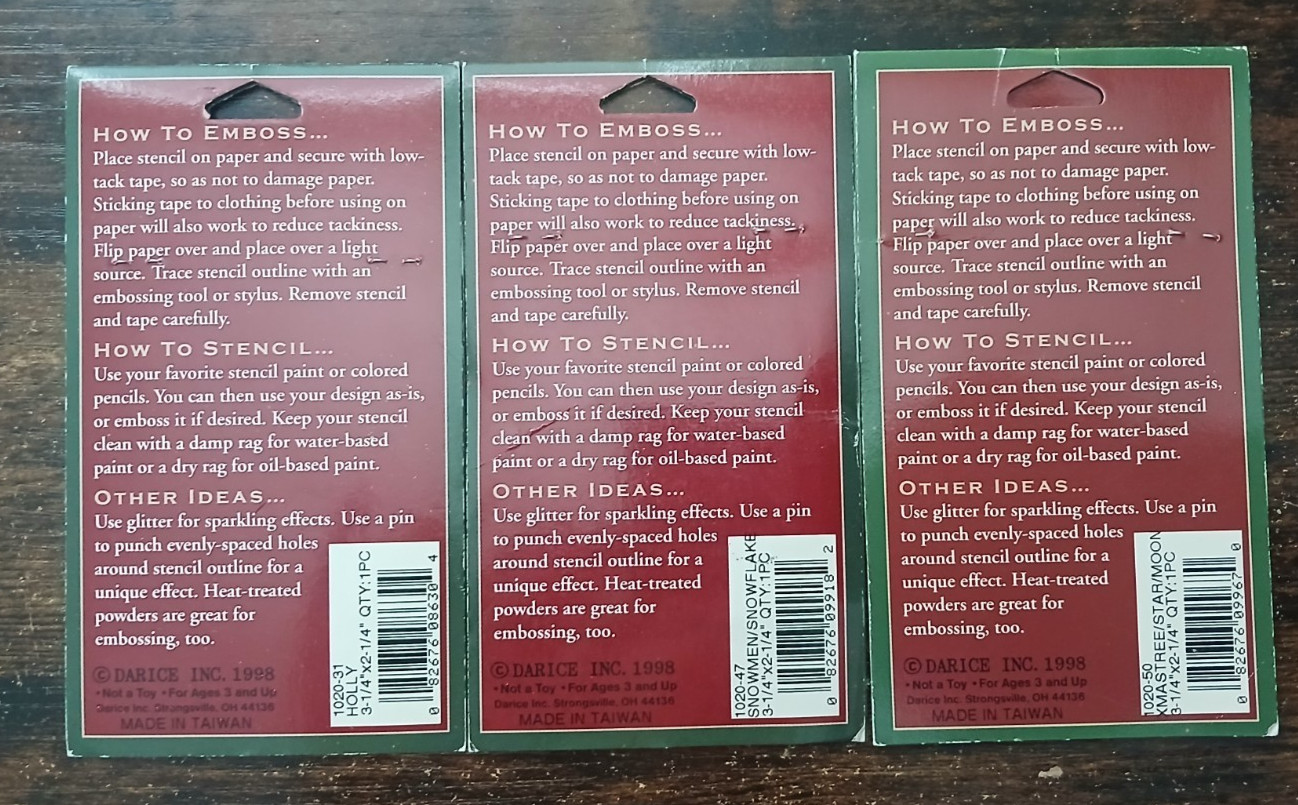 HOW TO EMBOSS...
Place stencil on paper and secure with low-
tack tape, so as not to damage paper.
Sticking tape to clothing before using on
paper will also work to reduce tackiness.
Flip paper over and place over a light
source. Trace stencil outline with an
embossing tool or stylus. Remove stencil
and tape carefully.
HOW TO STENCIL...
Use your favorite stencil paint or colored
pencils. You can then use your design as-is,
or emboss it if desired. Keep your stencil
clean with a damp rag for water-based
paint or a dry rag for oil-based paint.
OTHER IDEAS...
Use glitter for sparkling effects. Use a pin
to punch evenly-spaced holes
around stencil outline for a
unique effect. Heat-treated
powders are great for
embossing, too.
©DARICE INC. 1998
•Not a Toy •For Ages 3 and Up
Darice Inc. Strongsville, OH 44136
MADE IN TAIWAN
1020-31
HOLLY
3-1/4"X2-1/4" QTY:1PC
0 82676 08630 4
HOW TO EMBOSS...
Place stencil on paper and secure with low-
tack tape, so as not to damage paper.
Sticking tape to clothing before using on
paper will also work to reduce tackiness.
Flip paper over and place over a light
source. Trace stencil outline with an
embossing tool or stylus. Remove stencil
and tape carefully.
HOW TO STENCIL...
Use your favorite stencil paint or colored
pencils. You can then use your design as-is,
or emboss it if desired. Keep your stencil
clean with a damp rag for water-based
paint or a dry rag for oil-based paint.
OTHER IDEAS...
Use glitter for sparkling effects. Use a pin
to punch evenly-spaced holes
around stencil outline for a
unique effect. Heat-treated
powders are great for
embossing, too.
©DARICE INC. 1998
•Not a Toy •For Ages 3 and Up
Darice Inc. Strongsville, OH 44136
MADE IN TAIWAN
1020-47
SNOWMEN/SNOWFLAKE
3-1/4"X2-1/4" QTY:1PC
0 82676 09918 2
HOW TO EMBOSS...
Place stencil on paper and secure with low-
tack tape, so as not to damage paper.
Sticking tape to clothing before using on
paper will also work to reduce tackiness.
Flip paper over and place over a light
source. Trace stencil outline with an
embossing tool or stylus. Remove stencil
and tape carefully.
HOW TO STENCIL...
Use your favorite stencil paint or colored
pencils. You can then use your design as-is,
or emboss it if desired. Keep your stencil
clean with a damp rag for water-based
paint or a dry rag for oil-based paint.
OTHER IDEAS...
Use glitter for sparkling effects. Use a pin
to punch evenly-spaced holes
around stencil outline for a
unique effect. Heat-treated
powders are great for
embossing, too.
©DARICE INC. 1998
•Not a Toy •For Ages 3 and Up
Darice Inc. Strongsville, OH 44136
MADE IN TAIWAN
1020-50
XMASTREE/STAR/MOON
3-1/4"X2-1/4" QTY:1PC
0 82676 09967 0